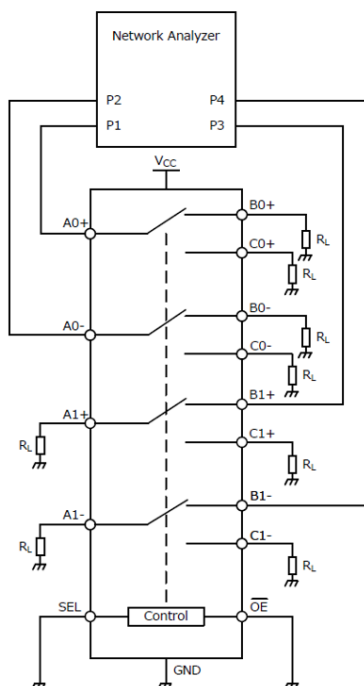 Network Analyzer
P2 P4
P1 P3
VCC
A0+ B0+
RL
C0+
RL
A0- B0-
RL
C0-
RL
A1+ B1+
RL
C1+
RL
A1- B1-
RL
C1-
RL
SEL Control OE
GND